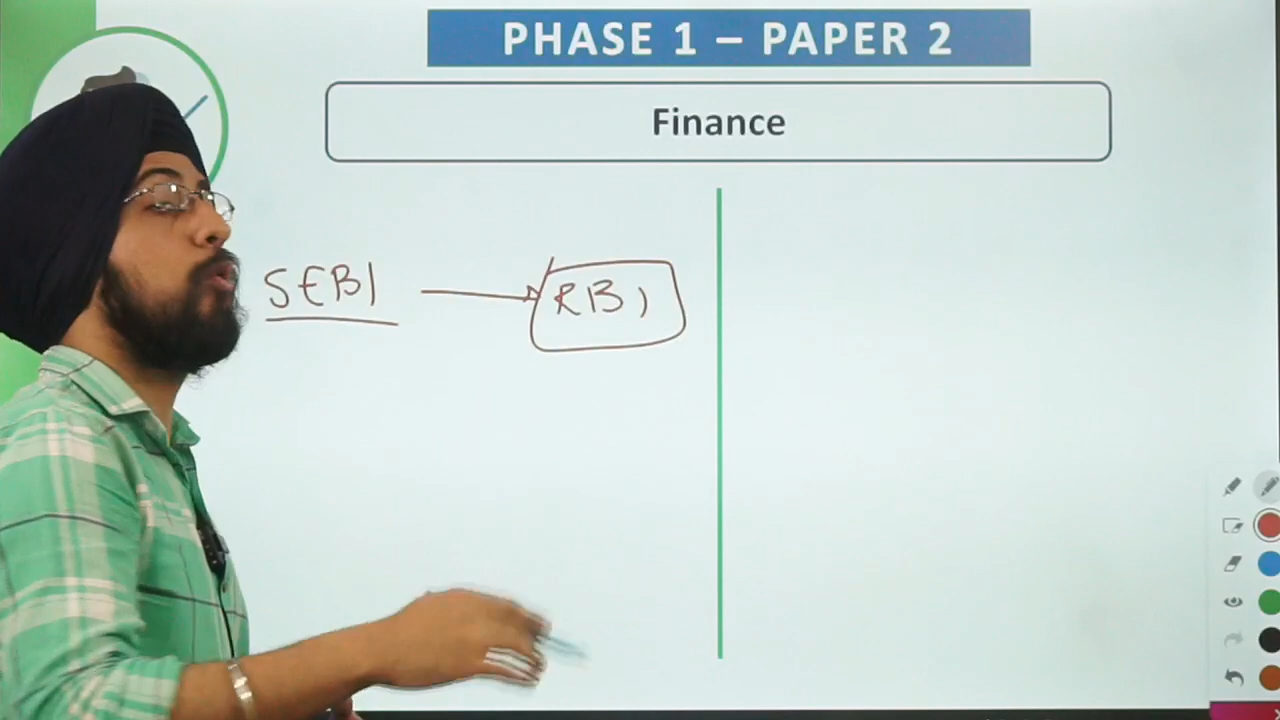 PHASE 1 – PAPER 2
Finance
SEBI RBI